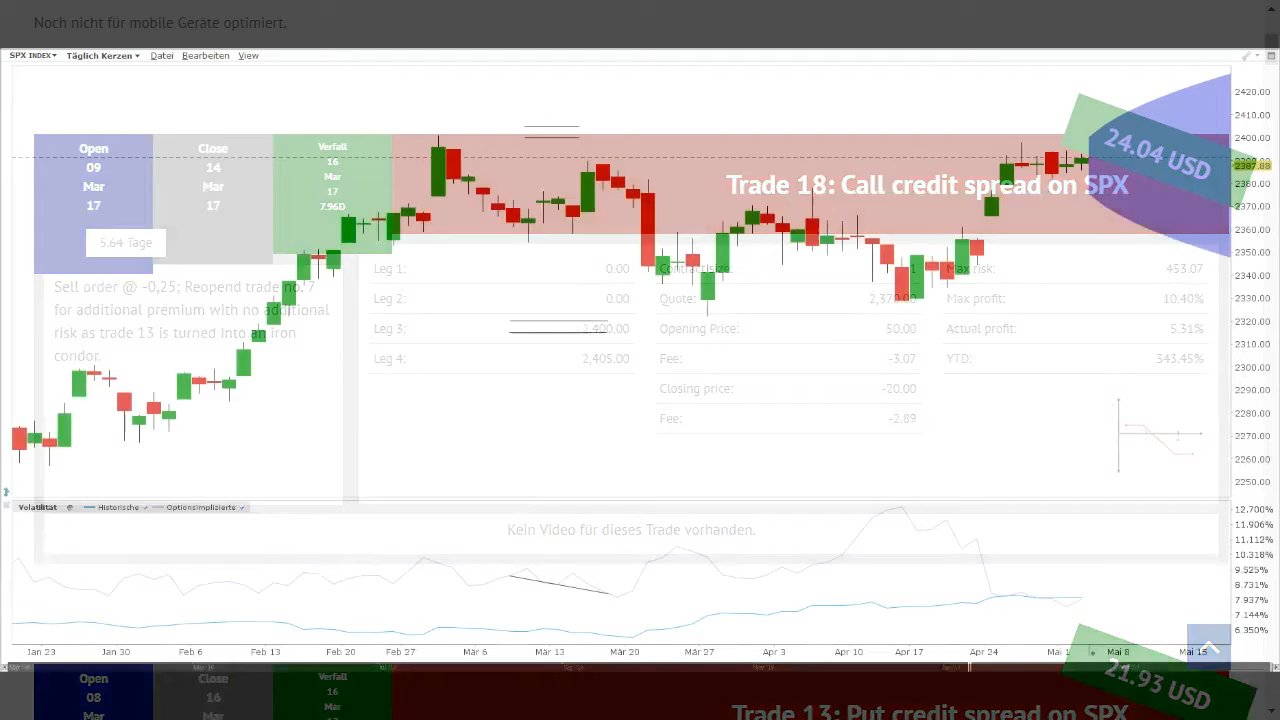 Noch nicht für mobile Geräte optimiert.
SPX INDEX Täglich Kerzen Datei Bearbeiten View
2420.00
2410.00
2400.00
2387.88
2380.00
2370.00
2360.00
2350.00
2340.00
2330.00
2320.00
2310.00
2300.00
2290.00
2280.00
2270.00
2260.00
2250.00
Open
09
Mar
17
5.64 Tage
Close
14
Mar
17
Verfall
16
Mar
17
7.96D
Trade 18: Call credit spread on SPX
24.04 USD
Sell order @ -0,25; Reopend trade no. 7
for additional premium with no additional
risk as trade 13 is turned into an iron
condor.
Leg 1: 0.00
Leg 2: 0.00
Leg 3: 2,400.00
Leg 4: 2,405.00
Contractsize: 1
Quote: 2,370.00
Opening Price: 50.00
Fee: -3.07
Closing price: -20.00
Fee: -2.89
Max risk: 453.07
Max profit: 10.40%
Actual profit: 5.31%
YTD: 343.45%
Volatilität Historische Optionsimplizierte
Kein Video für dieses Trade vorhanden.
12.700%
11.906%
11.112%
10.318%
9.525%
8.731%
7.937%
7.144%
6.350%
Jan 23 Jan 30 Feb 6 Feb 13 Feb 20 Feb 27 Mär 6 Mär 13 Mär 20 Mär 27 Apr 3 Apr 10 Apr 17 Apr 24 Mai 1 Mai 8 Mai 15
Open
08
Mar
Close
16
Mar
Verfall
16
Mar
17
Trade 13: Put credit spread on SPX
21.93 USD